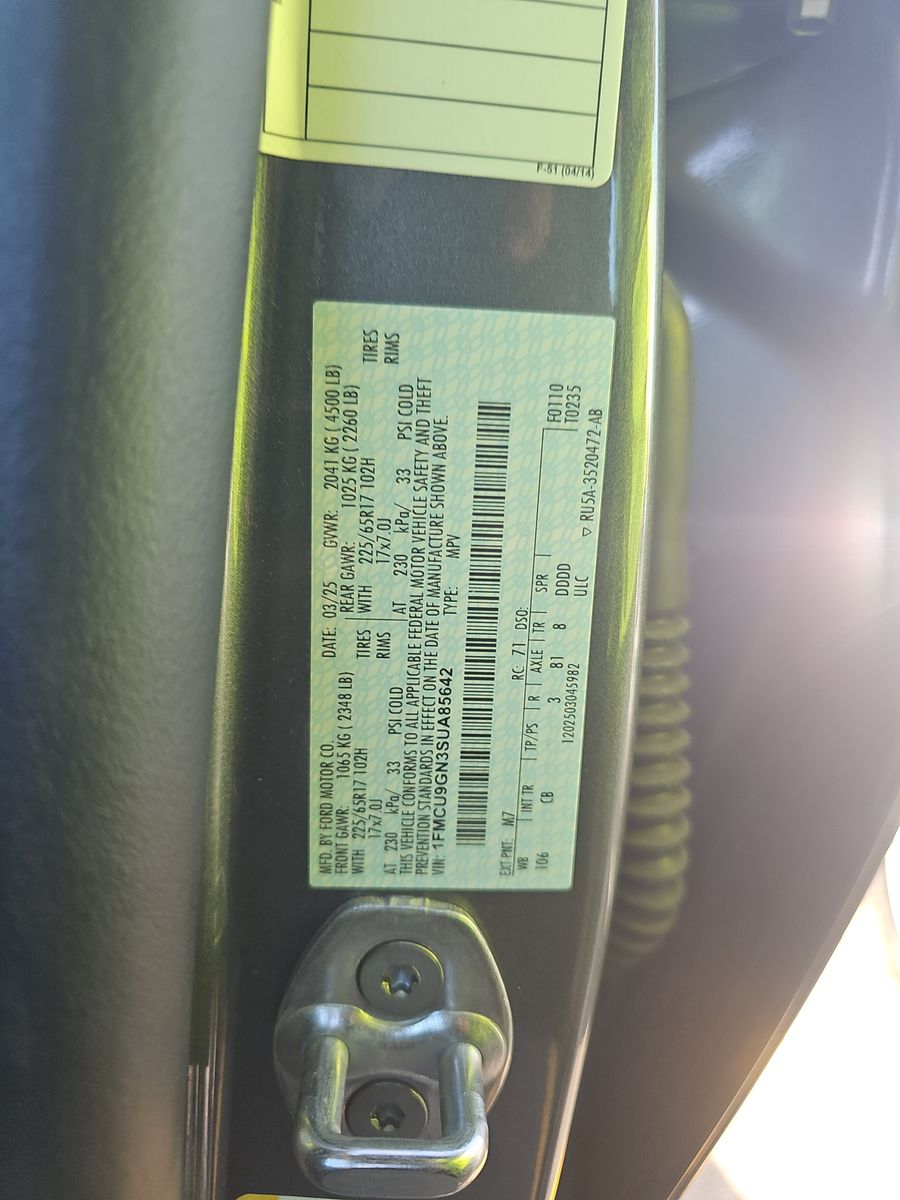 MFD. BY FORD MOTOR CO. DATE: 03/25 GVWR: 2041 KG ( 4500 LB)
FRONT GAWR: 1065 KG ( 2348 LB) REAR GAWR: 1025 KG ( 2260 LB)
WITH 225/65R17 102H TIRES WITH 225/65R17 102H TIRES
17x7.0J RIMS 17x7.0J RIMS
AT 230 kPa/ 33 PSI COLD AT 230 kPa/ 33 PSI COLD
THIS VEHICLE CONFORMS TO ALL APPLICABLE FEDERAL MOTOR VEHICLE SAFETY AND THEFT
PREVENTION STANDARDS IN EFFECT ON THE DATE OF MANUFACTURE SHOWN ABOVE.
VIN: 1FMCU9GN3SUA85642 TYPE: MPV
EXT PNT: M7 RC: 71 DSO: F0110
WB INT TR TP/PS R AXLE TR SPR T0235
106 CB 3 81 8 DDDD
1202503045982 ULC ▽ RU5A-3520472-AB
F-51 (04/14)